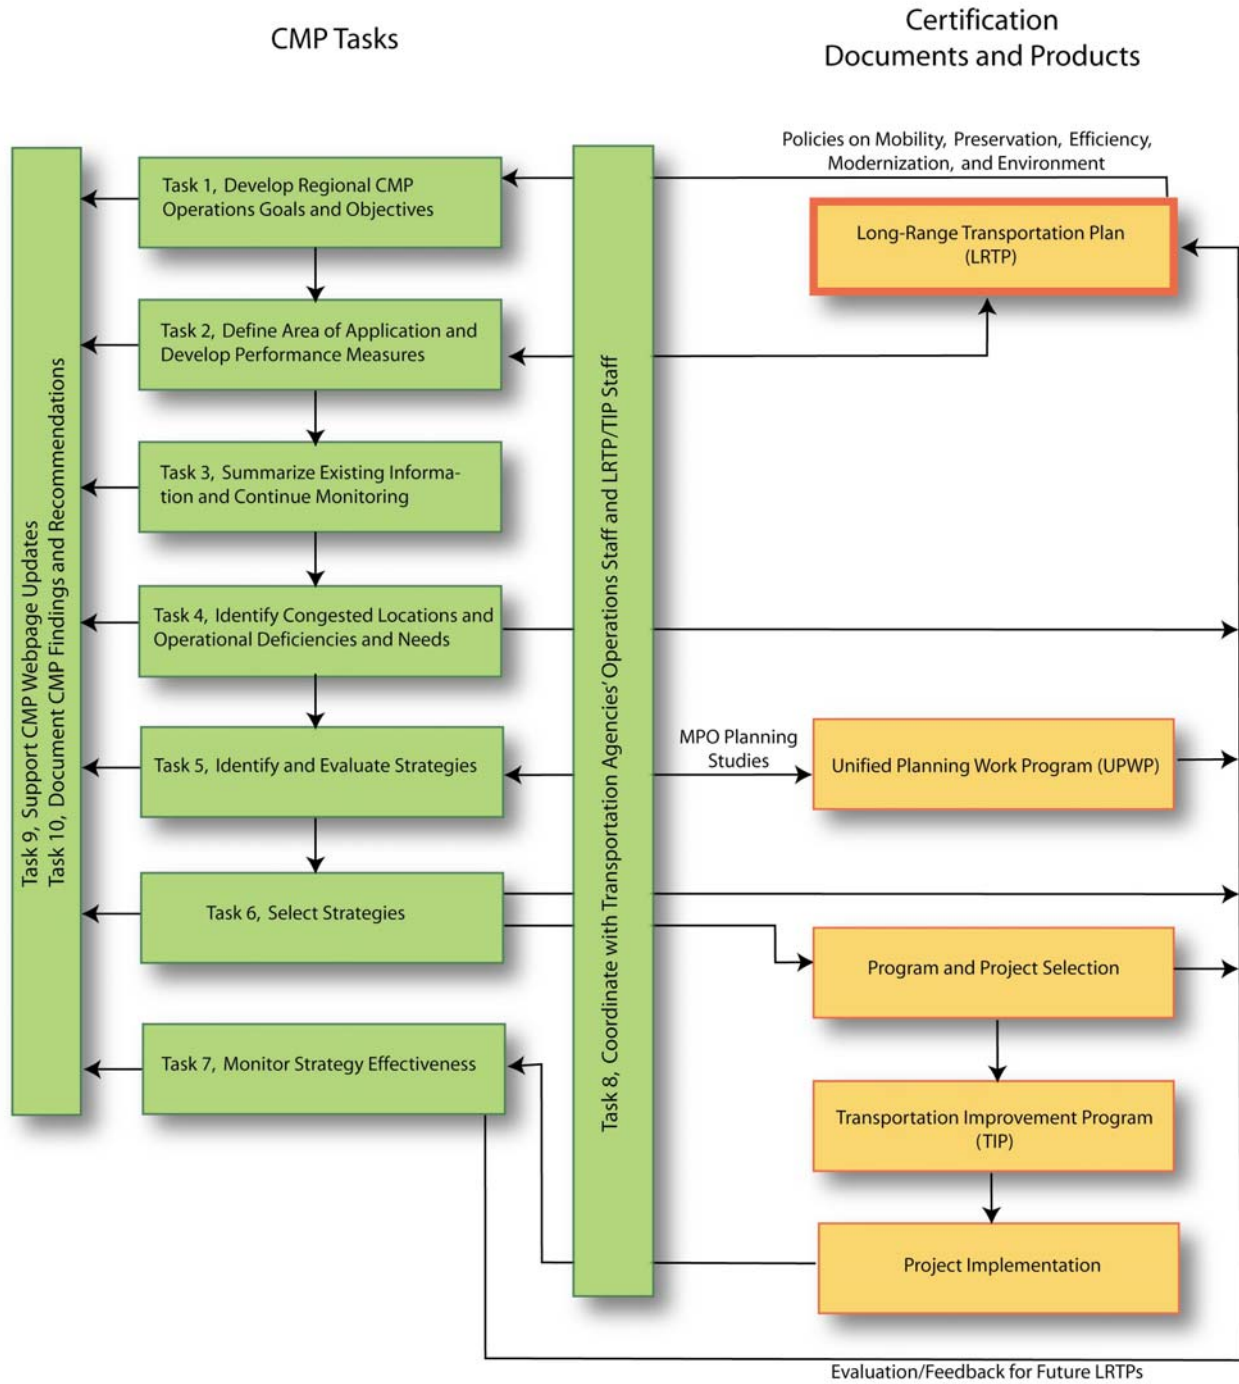 CMP Tasks
Certification
Documents and Products
Policies on Mobility, Preservation, Efficiency,
Modernization, and Environment
Task 1, Develop Regional CMP
Operations Goals and Objectives
Long-Range Transportation Plan
(LRTP)
Task 2, Define Area of Application and
Develop Performance Measures
Task 3, Summarize Existing Informa-
tion and Continue Monitoring
Task 4, Identify Congested Locations and
Operational Deficiencies and Needs
Task 5, Identify and Evaluate Strategies
MPO Planning
Studies
Unified Planning Work Program (UPWP)
Task 6, Select Strategies
Program and Project Selection
Task 7, Monitor Strategy Effectiveness
Transportation Improvement Program
(TIP)
Project Implementation
Evaluation/Feedback for Future LRTPs
Task 9, Support CMP Webpage Updates
Task 10, Document CMP Findings and Recommendations
Task 8, Coordinate with Transportation Agencies' Operations Staff and LRTP/TIP Staff